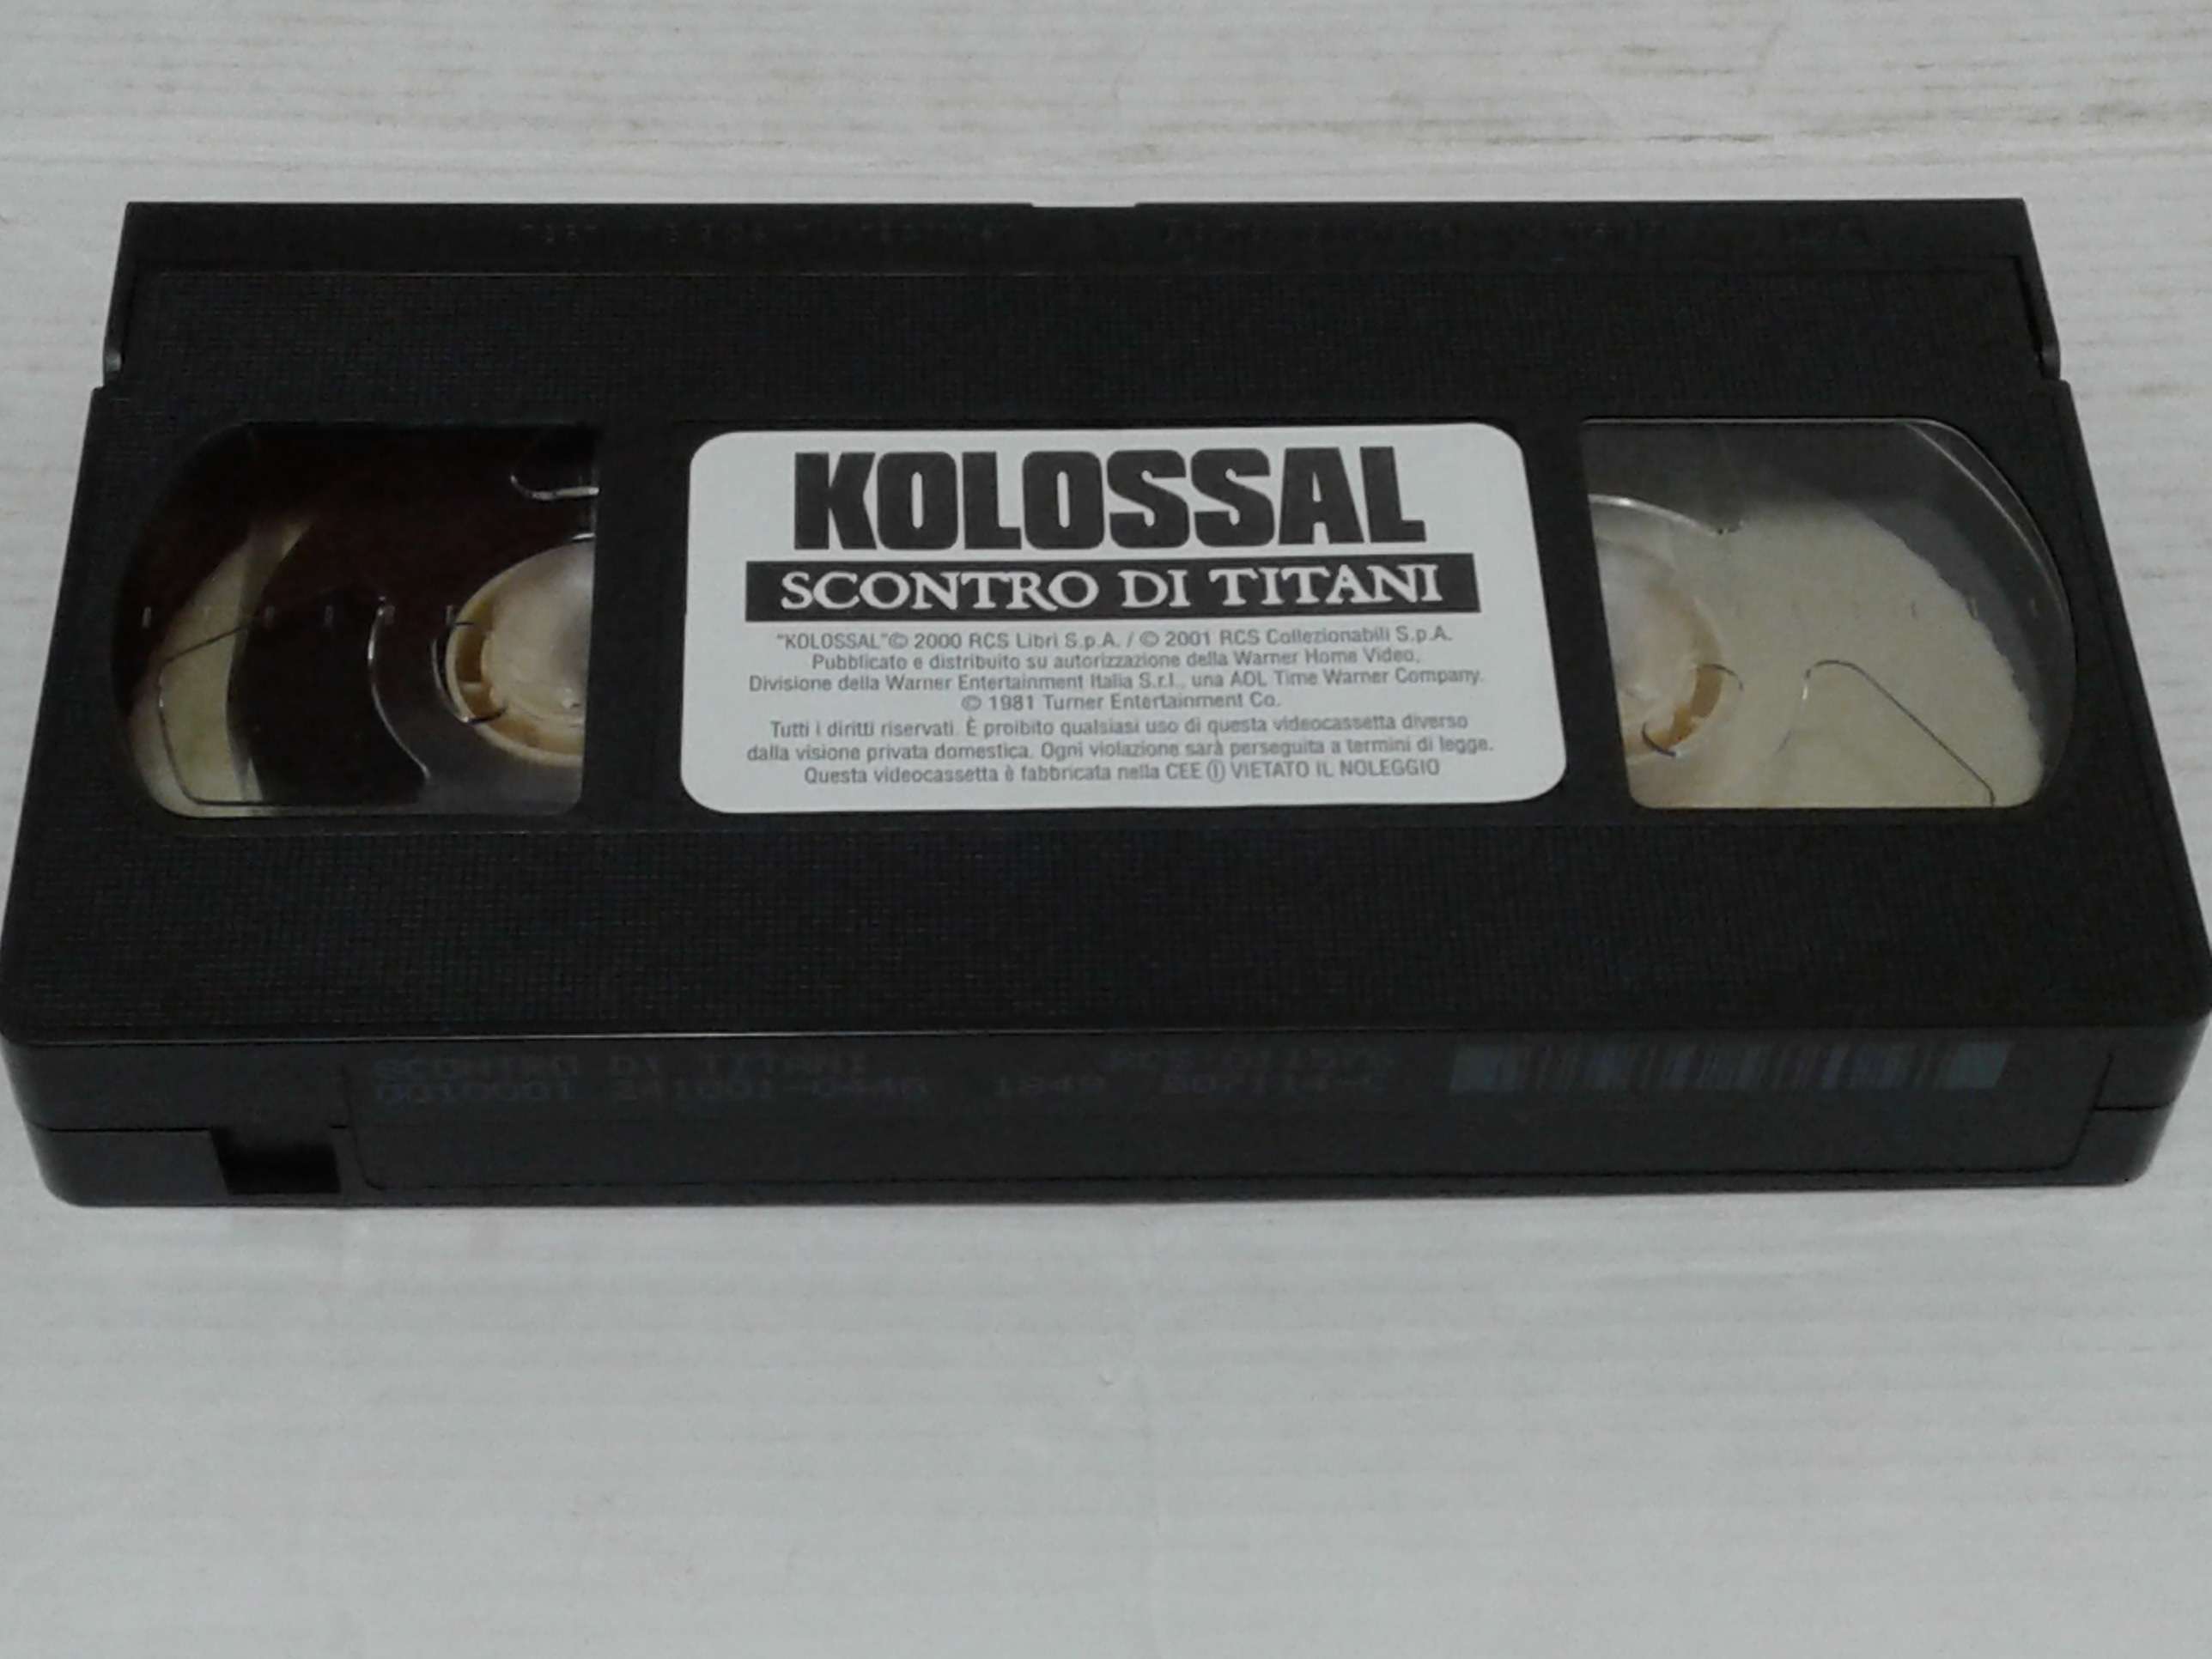 KOLOSSAL
SCONTRO DI TITANI
"KOLOSSAL"© 2000 RCS Libri S.p.A. / © 2001 RCS Collezionabili S.p.A.
Pubblicato e distribuito su autorizzazione della Warner Home Video,
Divisione della Warner Entertainment Italia S.r.l., una AOL Time Warner Company.
© 1981 Turner Entertainment Co.
Tutti i diritti riservati. È proibito qualsiasi uso di questa videocassetta diverso
dalla visione privata domestica. Ogni violazione sarà perseguita a termini di legge.
Questa videocassetta è fabbricata nella CEE Ⓘ VIETATO IL NOLEGGIO
SCONTRO DI TITANI